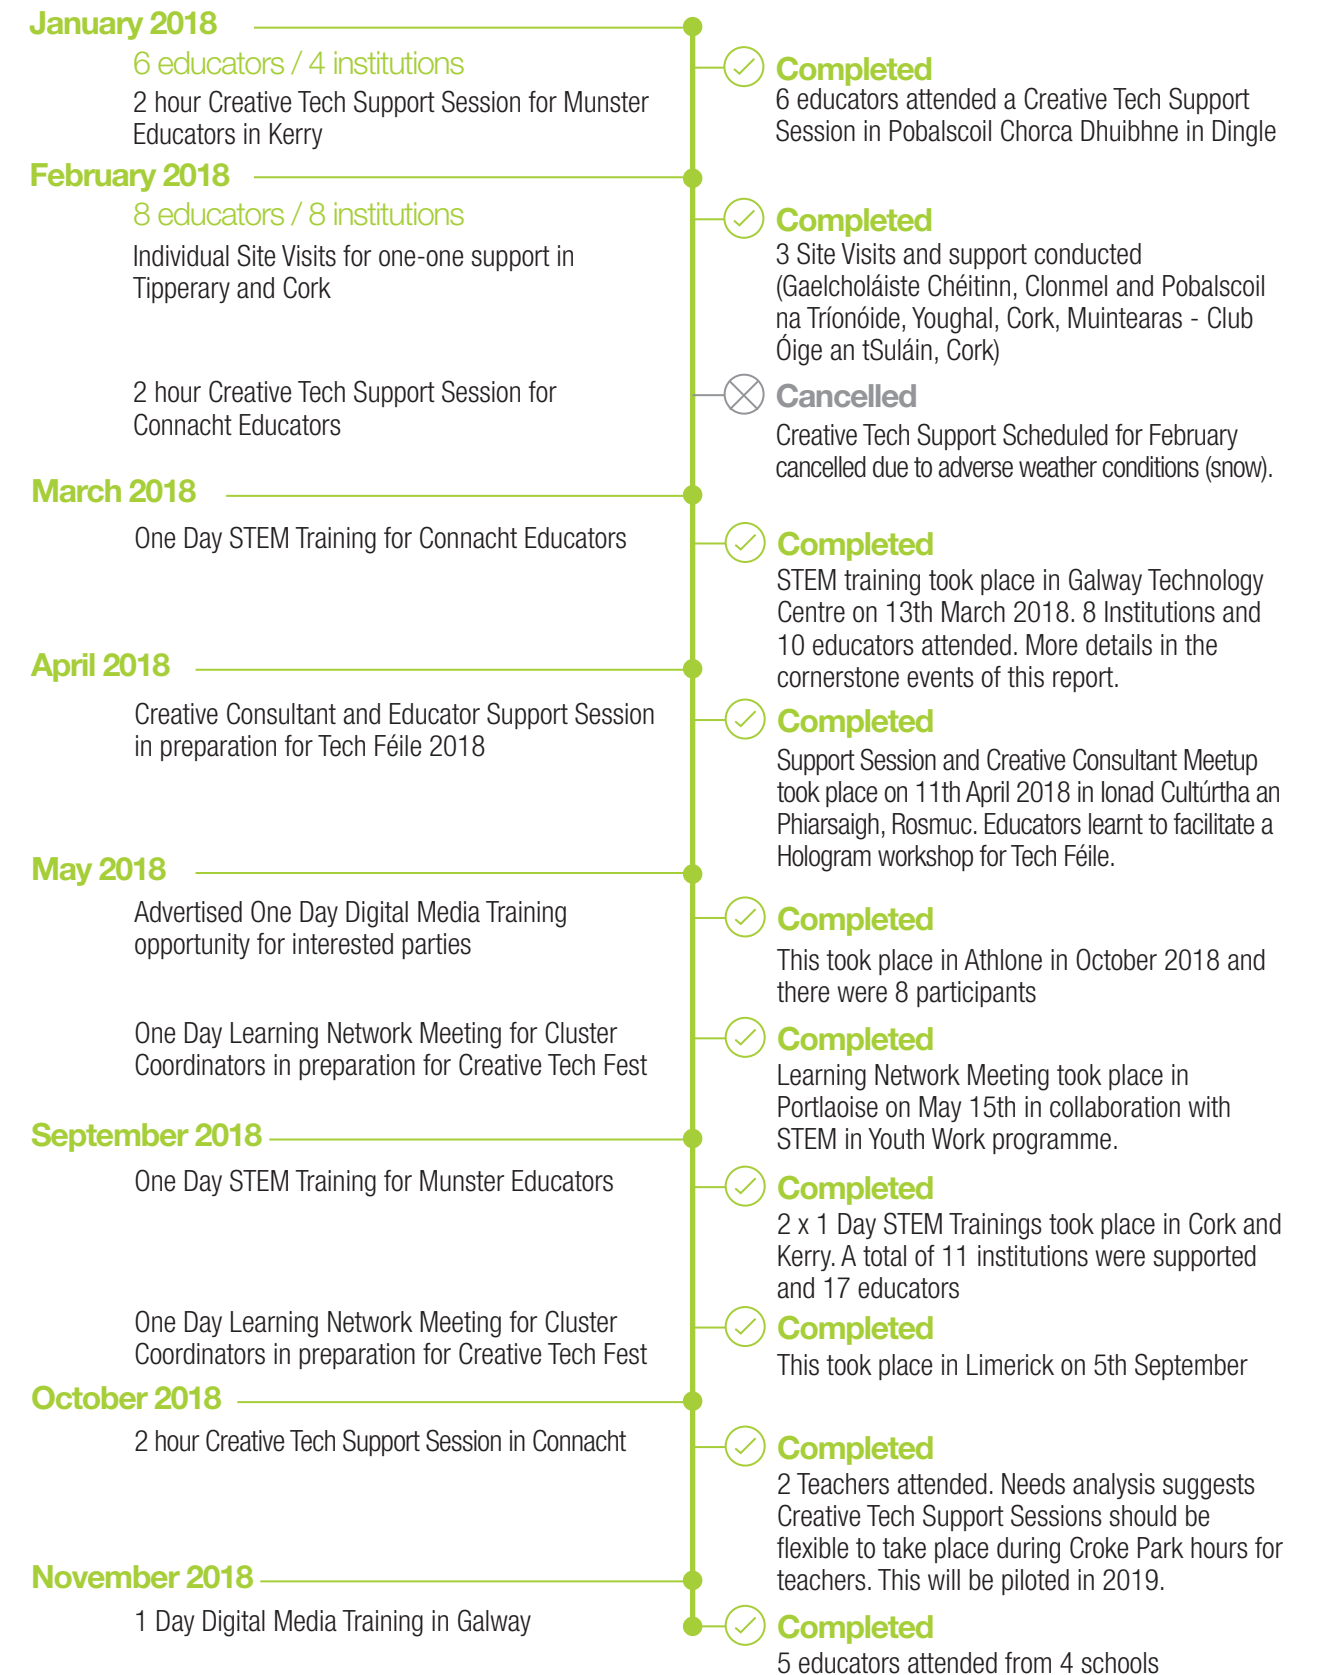 January 2018
6 educators / 4 institutions
2 hour Creative Tech Support Session for Munster
Educators in Kerry
Completed
6 educators attended a Creative Tech Support
Session in Pobalscoil Chorca Dhuibhne in Dingle
February 2018
8 educators / 8 institutions
Individual Site Visits for one-one support in
Tipperary and Cork
Completed
3 Site Visits and support conducted
(Gaelcholáiste Chéitinn, Clonmel and Pobalscoil
na Tríonóide, Youghal, Cork, Muintearas - Club
Óige an tSuláin, Cork)
2 hour Creative Tech Support Session for
Connacht Educators
Cancelled
Creative Tech Support Scheduled for February
cancelled due to adverse weather conditions (snow).
March 2018
One Day STEM Training for Connacht Educators
Completed
STEM training took place in Galway Technology
Centre on 13th March 2018. 8 Institutions and
10 educators attended. More details in the
cornerstone events of this report.
April 2018
Creative Consultant and Educator Support Session
in preparation for Tech Féile 2018
Completed
Support Session and Creative Consultant Meetup
took place on 11th April 2018 in Ionad Cultúrtha an
Phiarsaigh, Rosmuc. Educators learnt to facilitate a
Hologram workshop for Tech Féile.
May 2018
Advertised One Day Digital Media Training
opportunity for interested parties
Completed
This took place in Athlone in October 2018 and
there were 8 participants
One Day Learning Network Meeting for Cluster
Coordinators in preparation for Creative Tech Fest
Completed
Learning Network Meeting took place in
Portlaoise on May 15th in collaboration with
STEM in Youth Work programme.
September 2018
One Day STEM Training for Munster Educators
Completed
2 x 1 Day STEM Trainings took place in Cork and
Kerry. A total of 11 institutions were supported
and 17 educators
One Day Learning Network Meeting for Cluster
Coordinators in preparation for Creative Tech Fest
Completed
This took place in Limerick on 5th September
October 2018
2 hour Creative Tech Support Session in Connacht
Completed
2 Teachers attended. Needs analysis suggests
Creative Tech Support Sessions should be
flexible to take place during Croke Park hours for
teachers. This will be piloted in 2019.
November 2018
1 Day Digital Media Training in Galway
Completed
5 educators attended from 4 schools